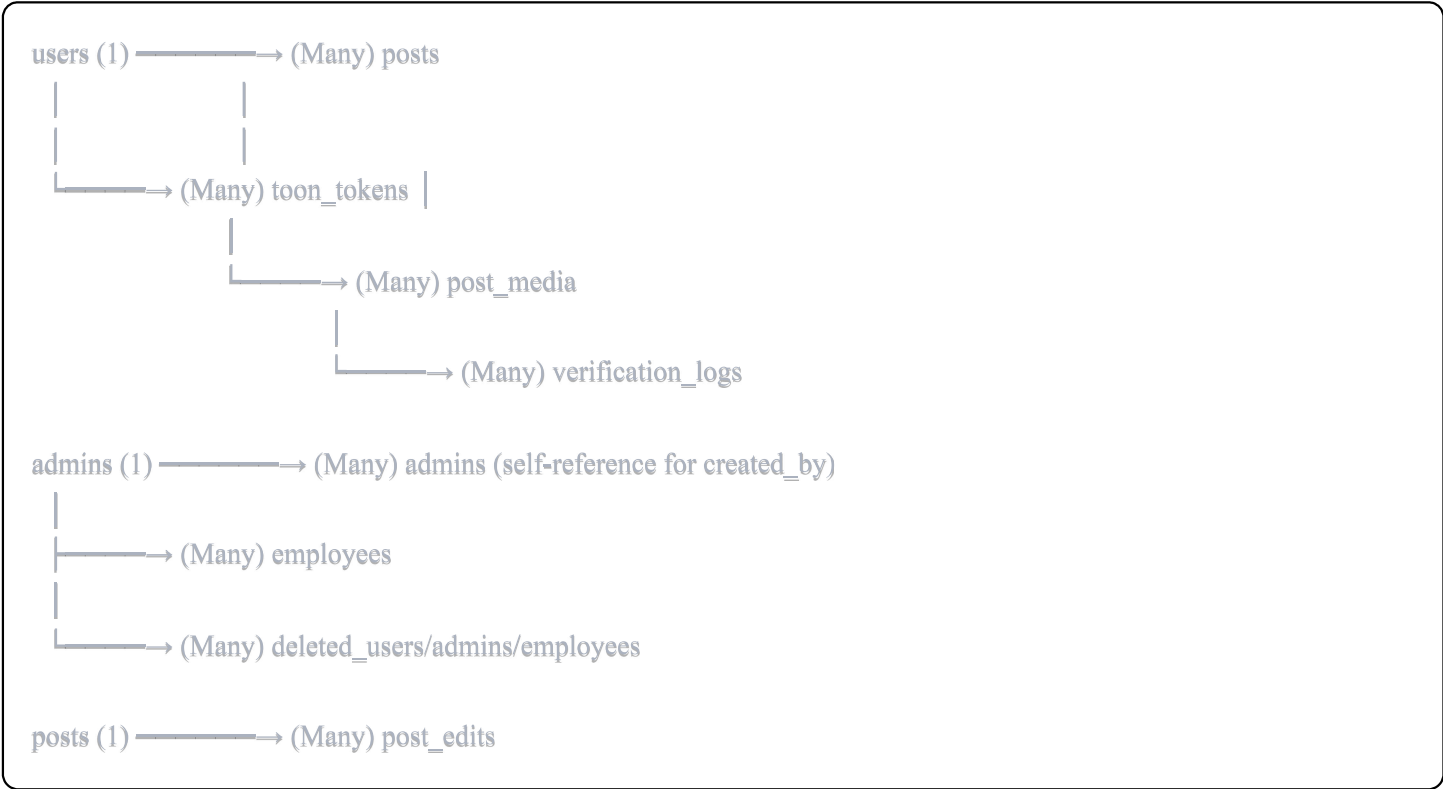 users (1) ──────→ (Many) posts
│ │
│ │
└─────→ (Many) toon_tokens │
│
└─────→ (Many) post_media
│
└─────→ (Many) verification_logs
admins (1) ──────→ (Many) admins (self-reference for created_by)
│
├─────→ (Many) employees
│
└─────→ (Many) deleted_users/admins/employees
posts (1) ──────→ (Many) post_edits